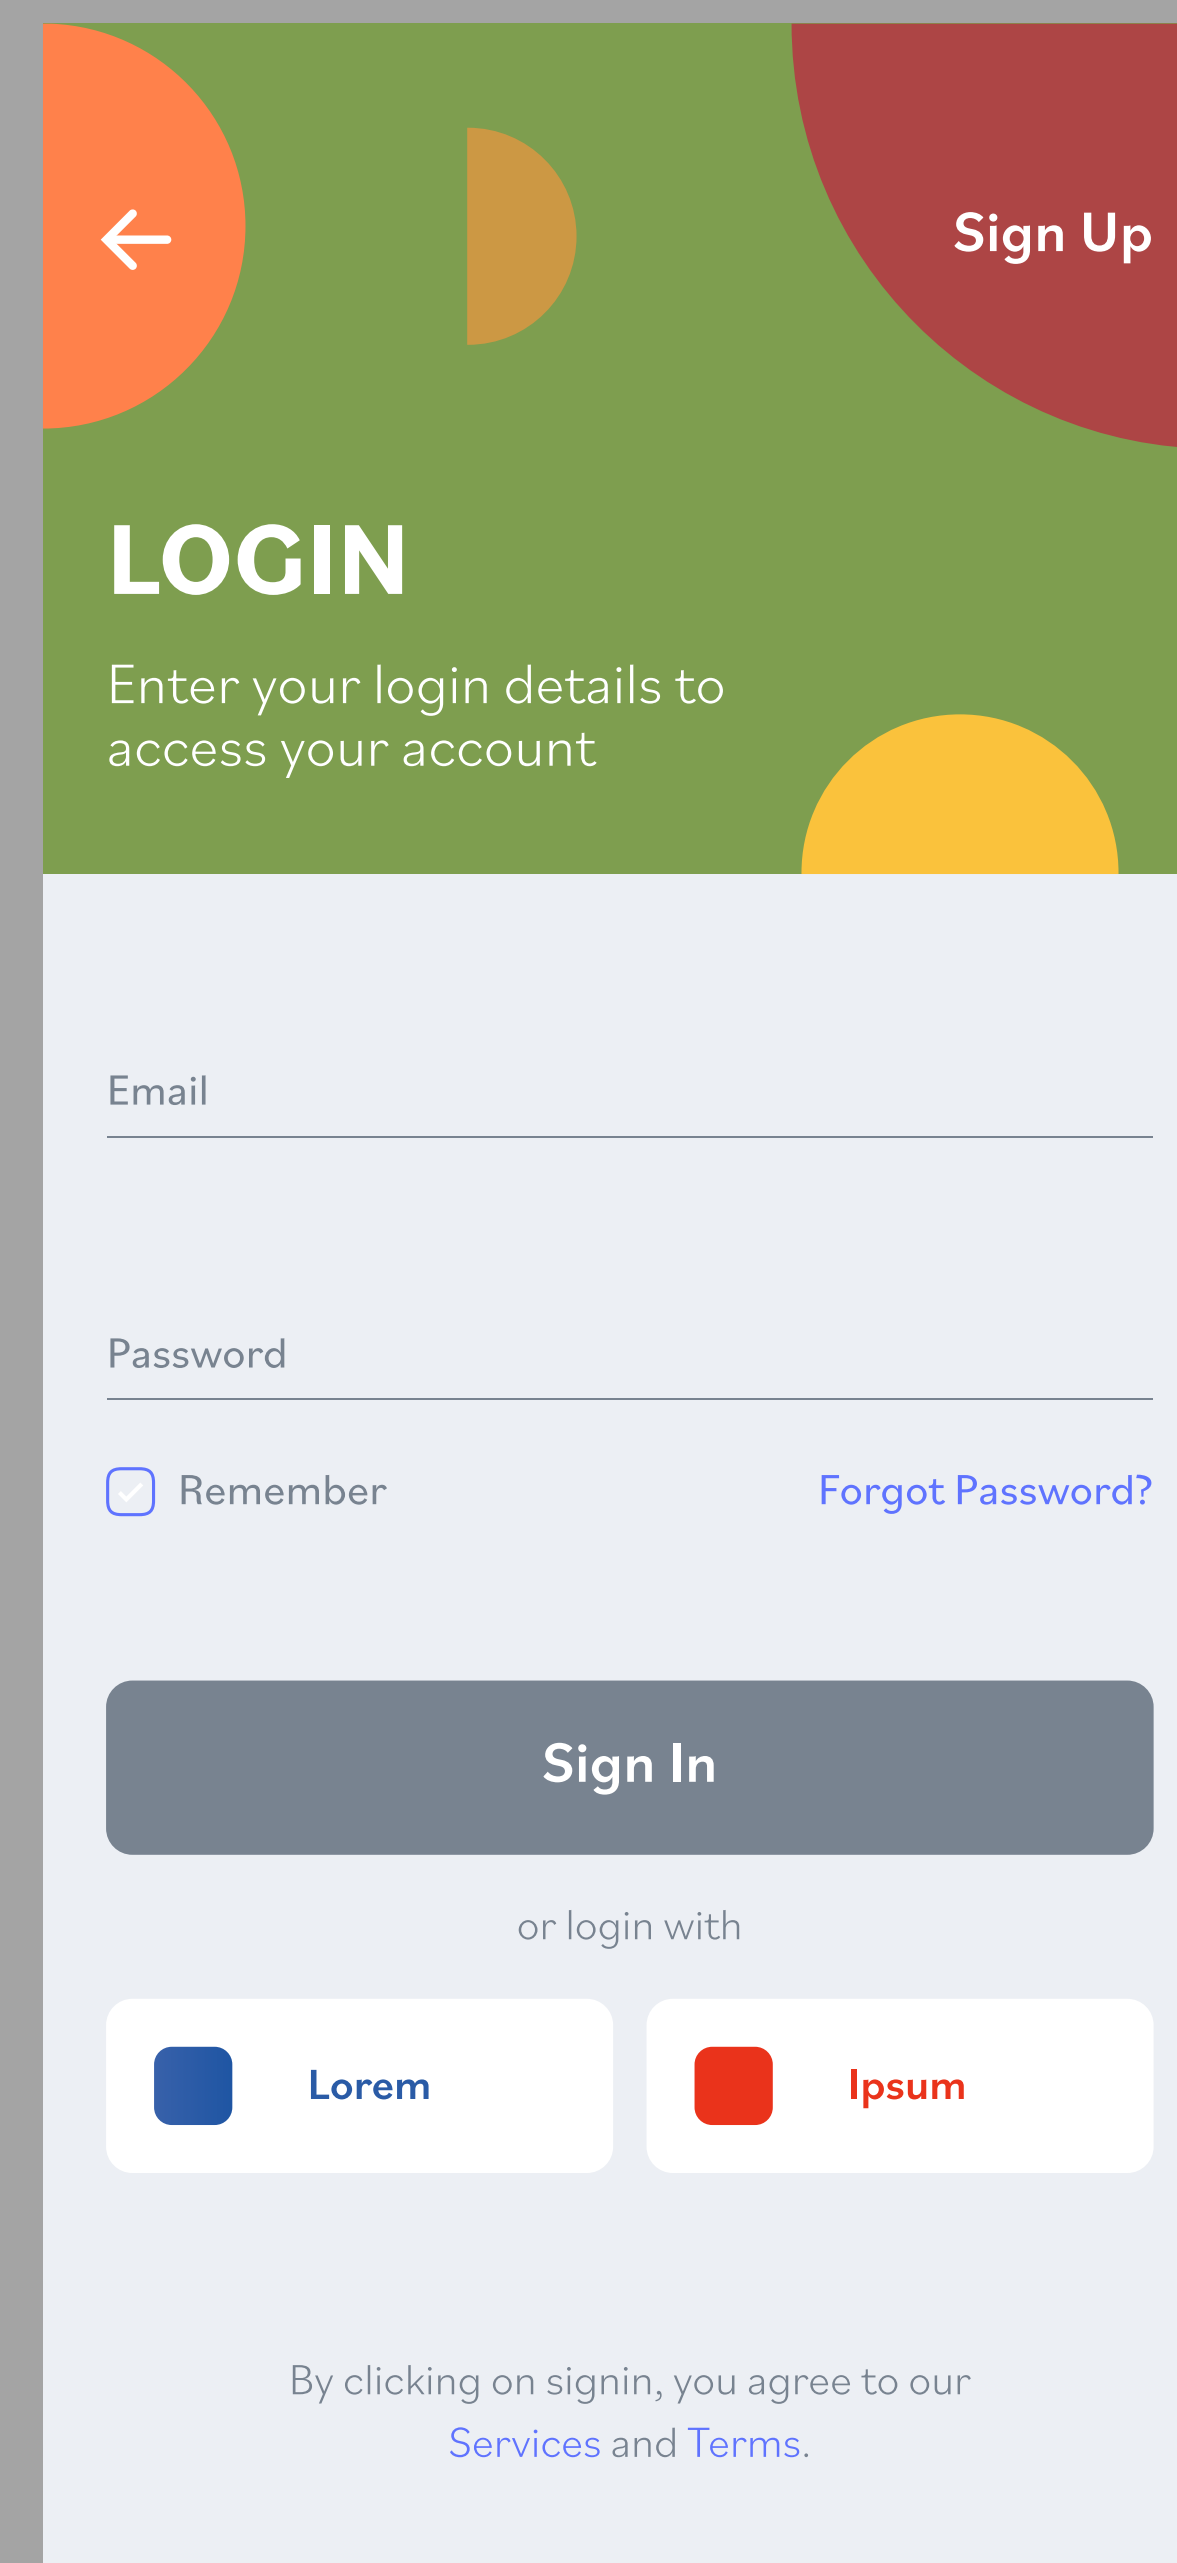 Sign Up
LOGIN
Enter your login details to
access your account
Email
Password
Remember
Forgot Password?
Sign In
or login with
Lorem
Ipsum
By clicking on signin, you agree to our
Services and Terms.